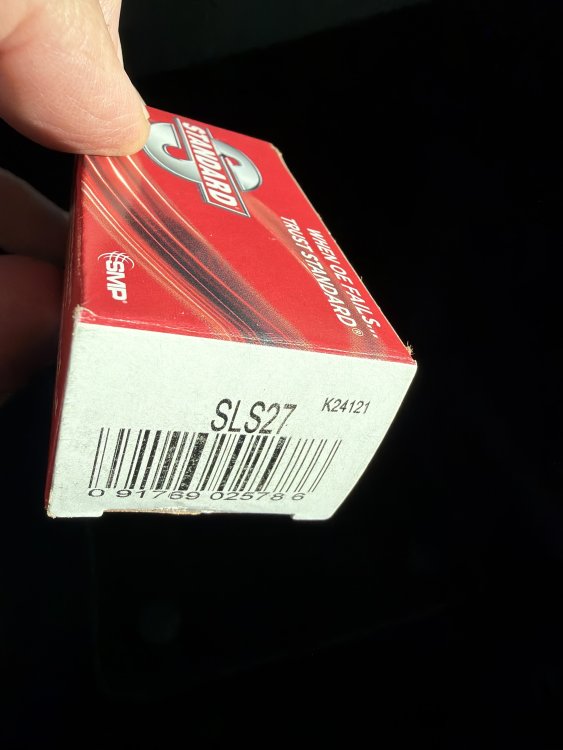 STANDARD
WHEN OE FAILS...
TRUST STANDARD®
SMP
SLS27
K24121
0 91769 02578 6